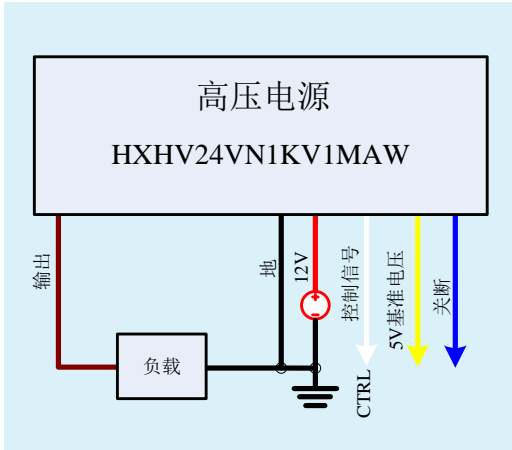 高压电源
HXHV24VN1KV1MAW
输出
地
12V
控制信号
5V基准电压
关断
负载
CTRL